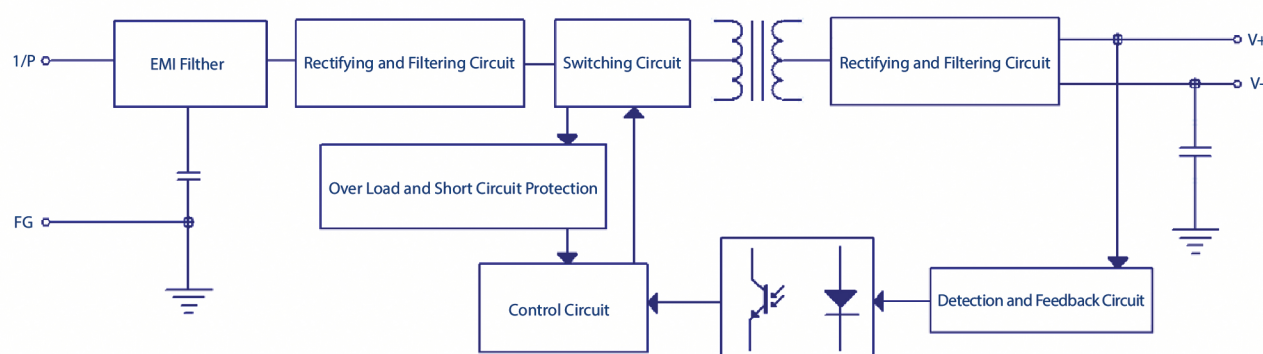 1/P
EMI Filther
Rectifying and Filtering Circuit
Switching Circuit
Rectifying and Filtering Circuit
V+
V-
Over Load and Short Circuit Protection
FG
Control Circuit
Detection and Feedback Circuit